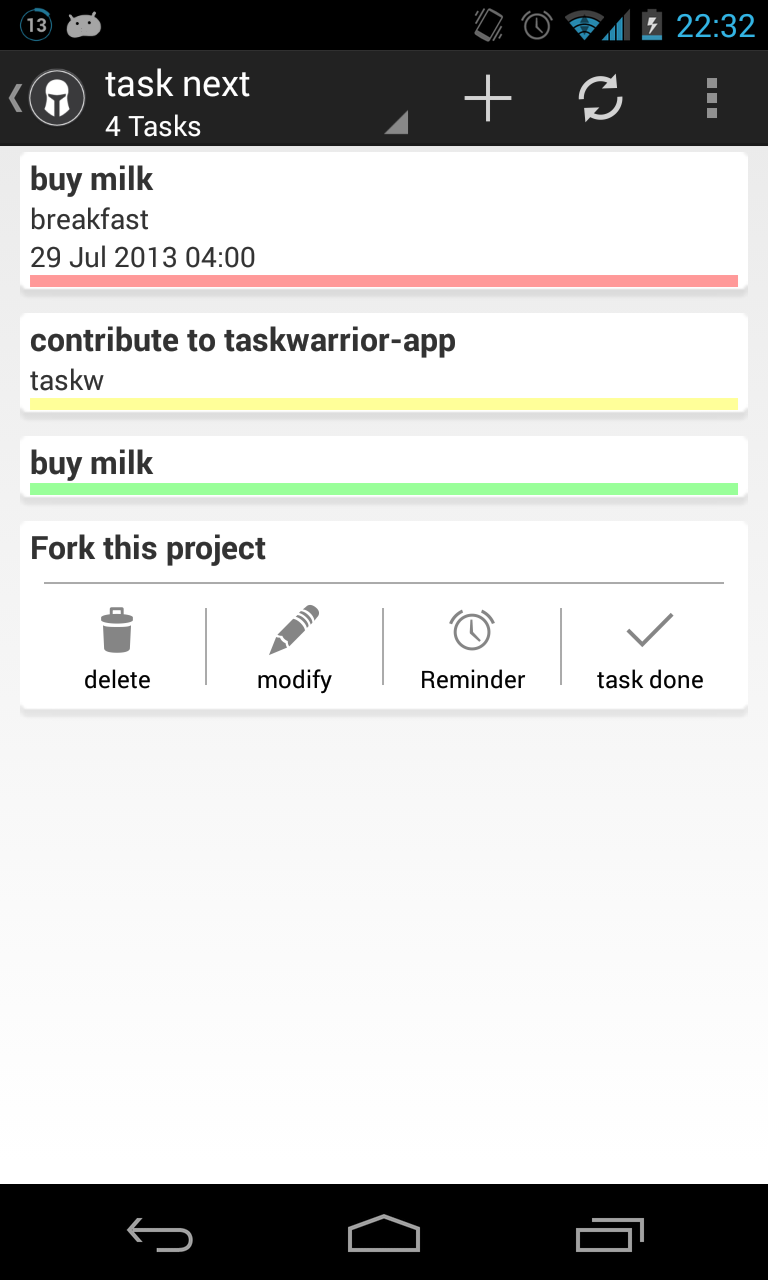 13
22:32
task next
4 Tasks
buy milk
breakfast
29 Jul 2013 04:00
contribute to taskwarrior-app
taskw
buy milk
Fork this project
delete
modify
Reminder
task done